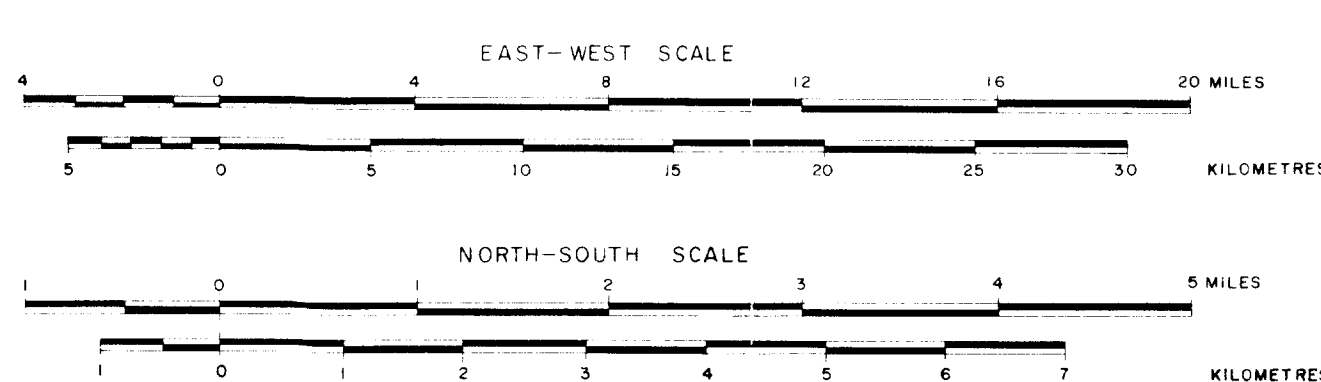 EAST-WEST SCALE
4 0 4 8 12 16 20 MILES
5 0 5 10 15 20 25 30 KILOMETRES
NORTH-SOUTH SCALE
1 0 1 2 3 4 5 MILES
1 0 1 2 3 4 5 6 7 KILOMETRES